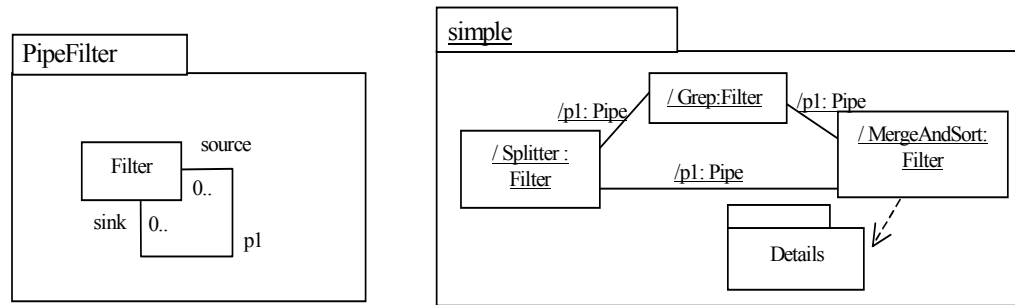 PipeFilter
Filter
source
0..
sink
0..
p1
simple
/ Grep:Filter
/p1: Pipe
/p1: Pipe
/ Splitter :
Filter
/ MergeAndSort:
Filter
/p1: Pipe
Details